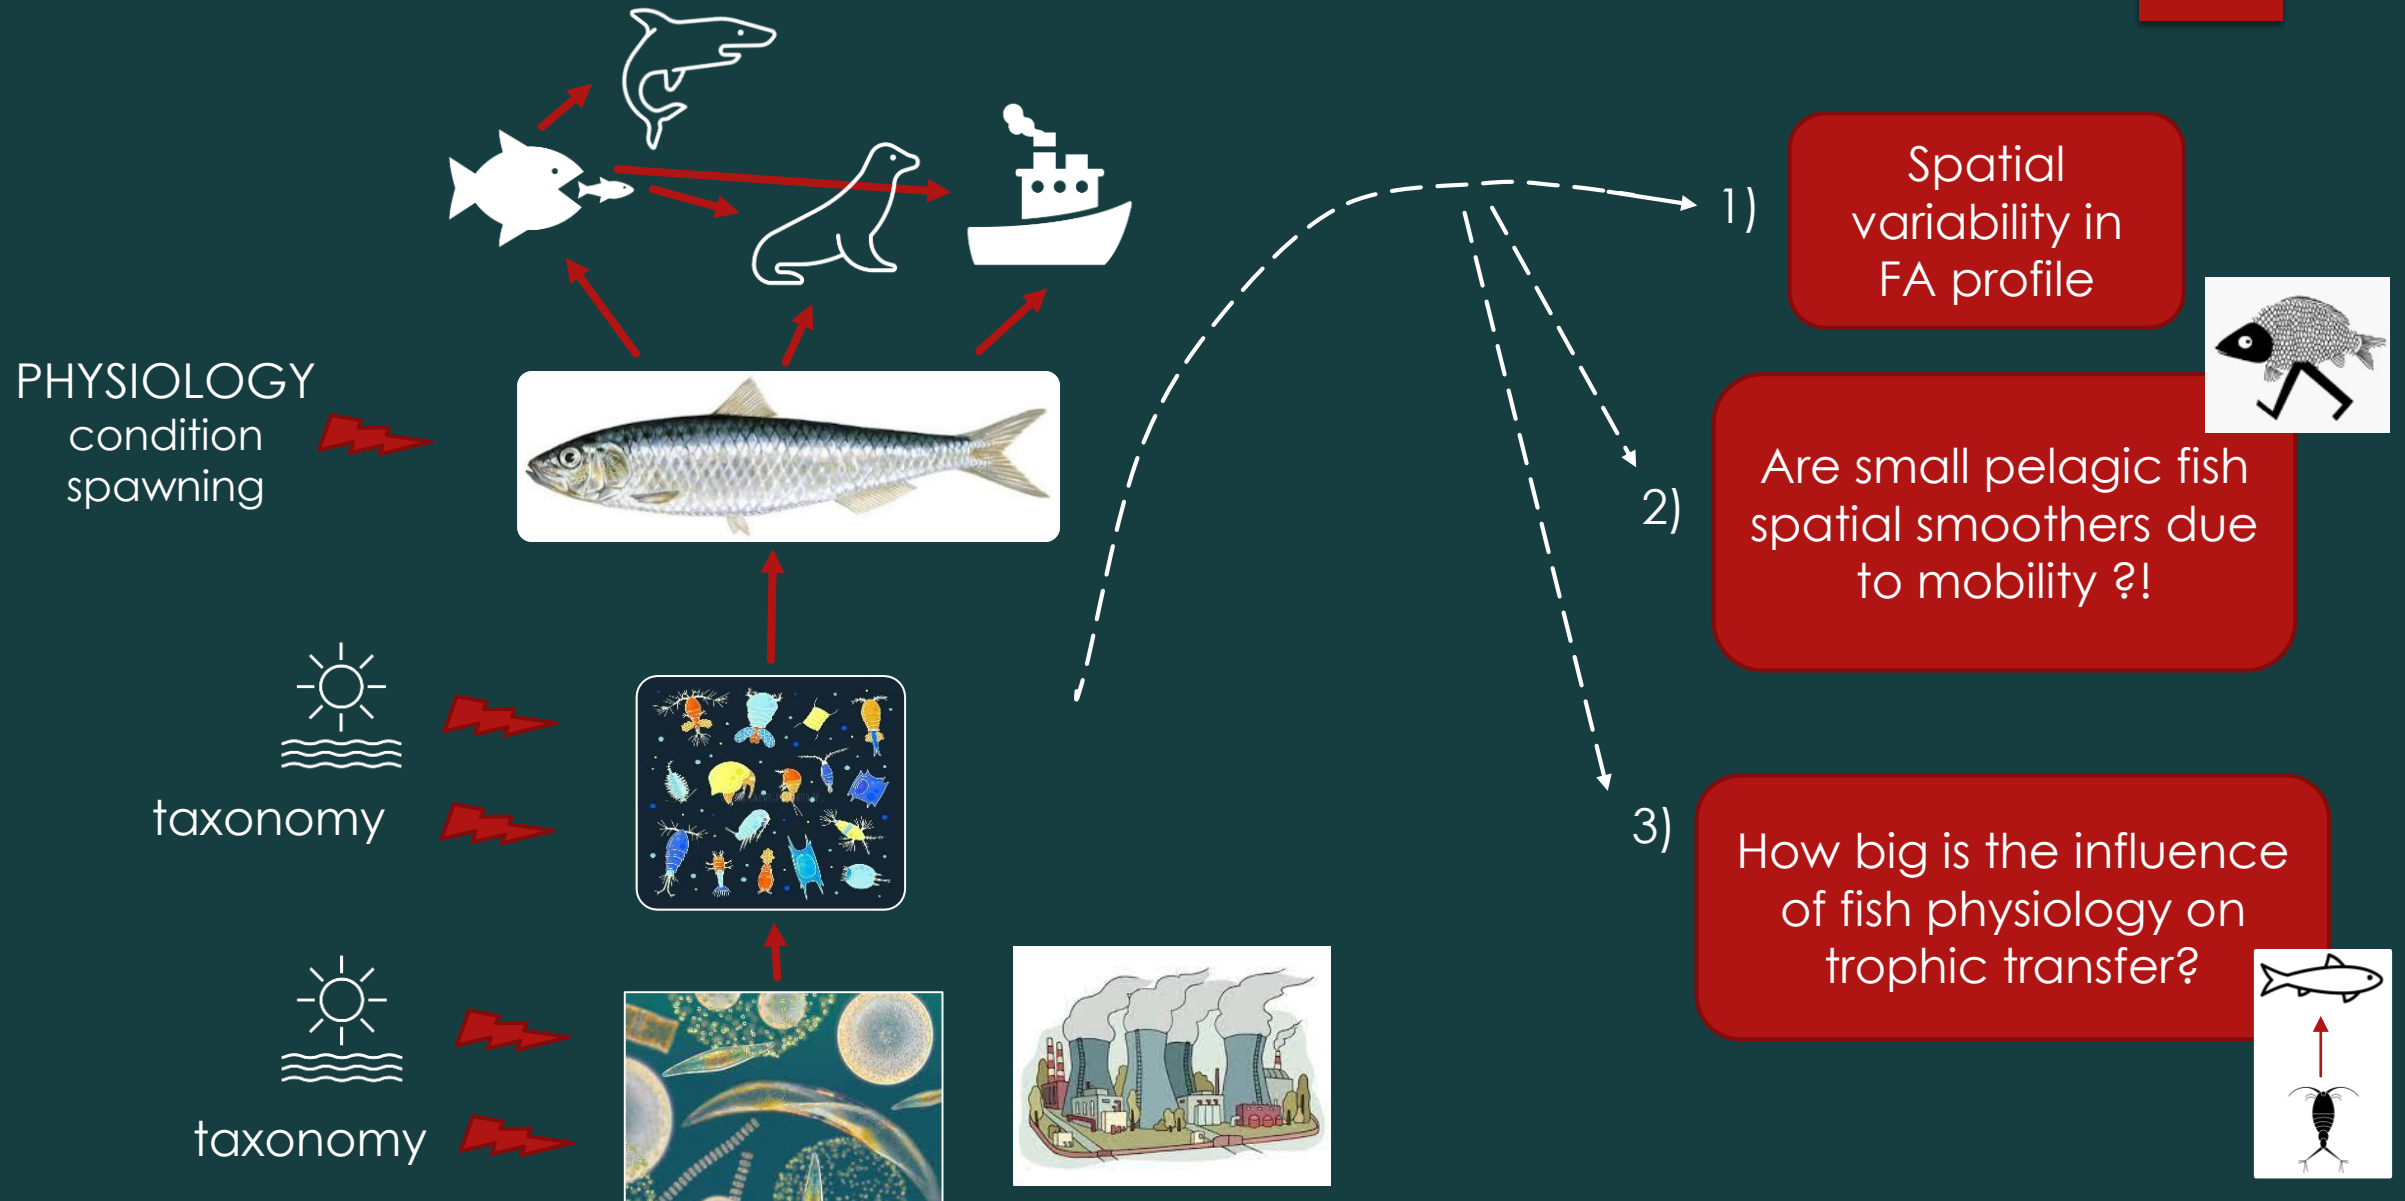 PHYSIOLOGY
condition
spawning
taxonomy
taxonomy
1)
Spatial
variability in
FA profile
2)
Are small pelagic fish
spatial smoothers due
to mobility ?!
3)
How big is the influence
of fish physiology on
trophic transfer?